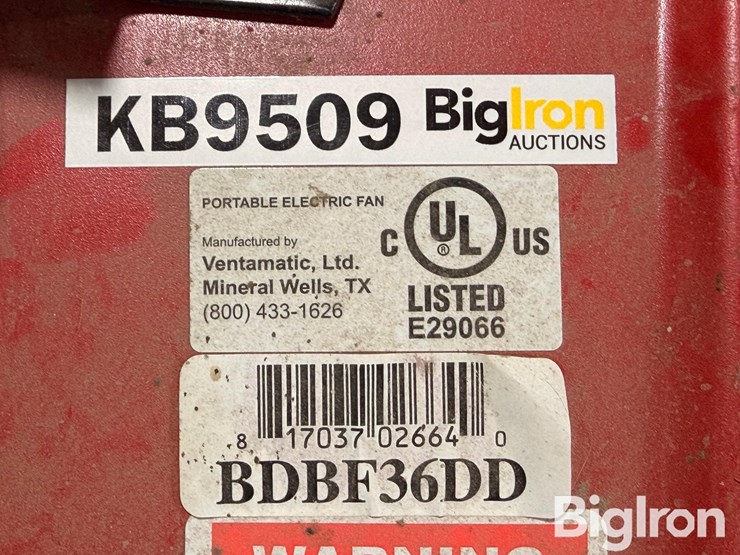 KB9509 BigIron
AUCTIONS
PORTABLE ELECTRIC FAN
Manufactured by
Ventamatic, Ltd.
Mineral Wells, TX
(800) 433-1626
C UL US
®
LISTED
E29066
8 17037 02664 0
BDBF36DD
WARNING
BigIron